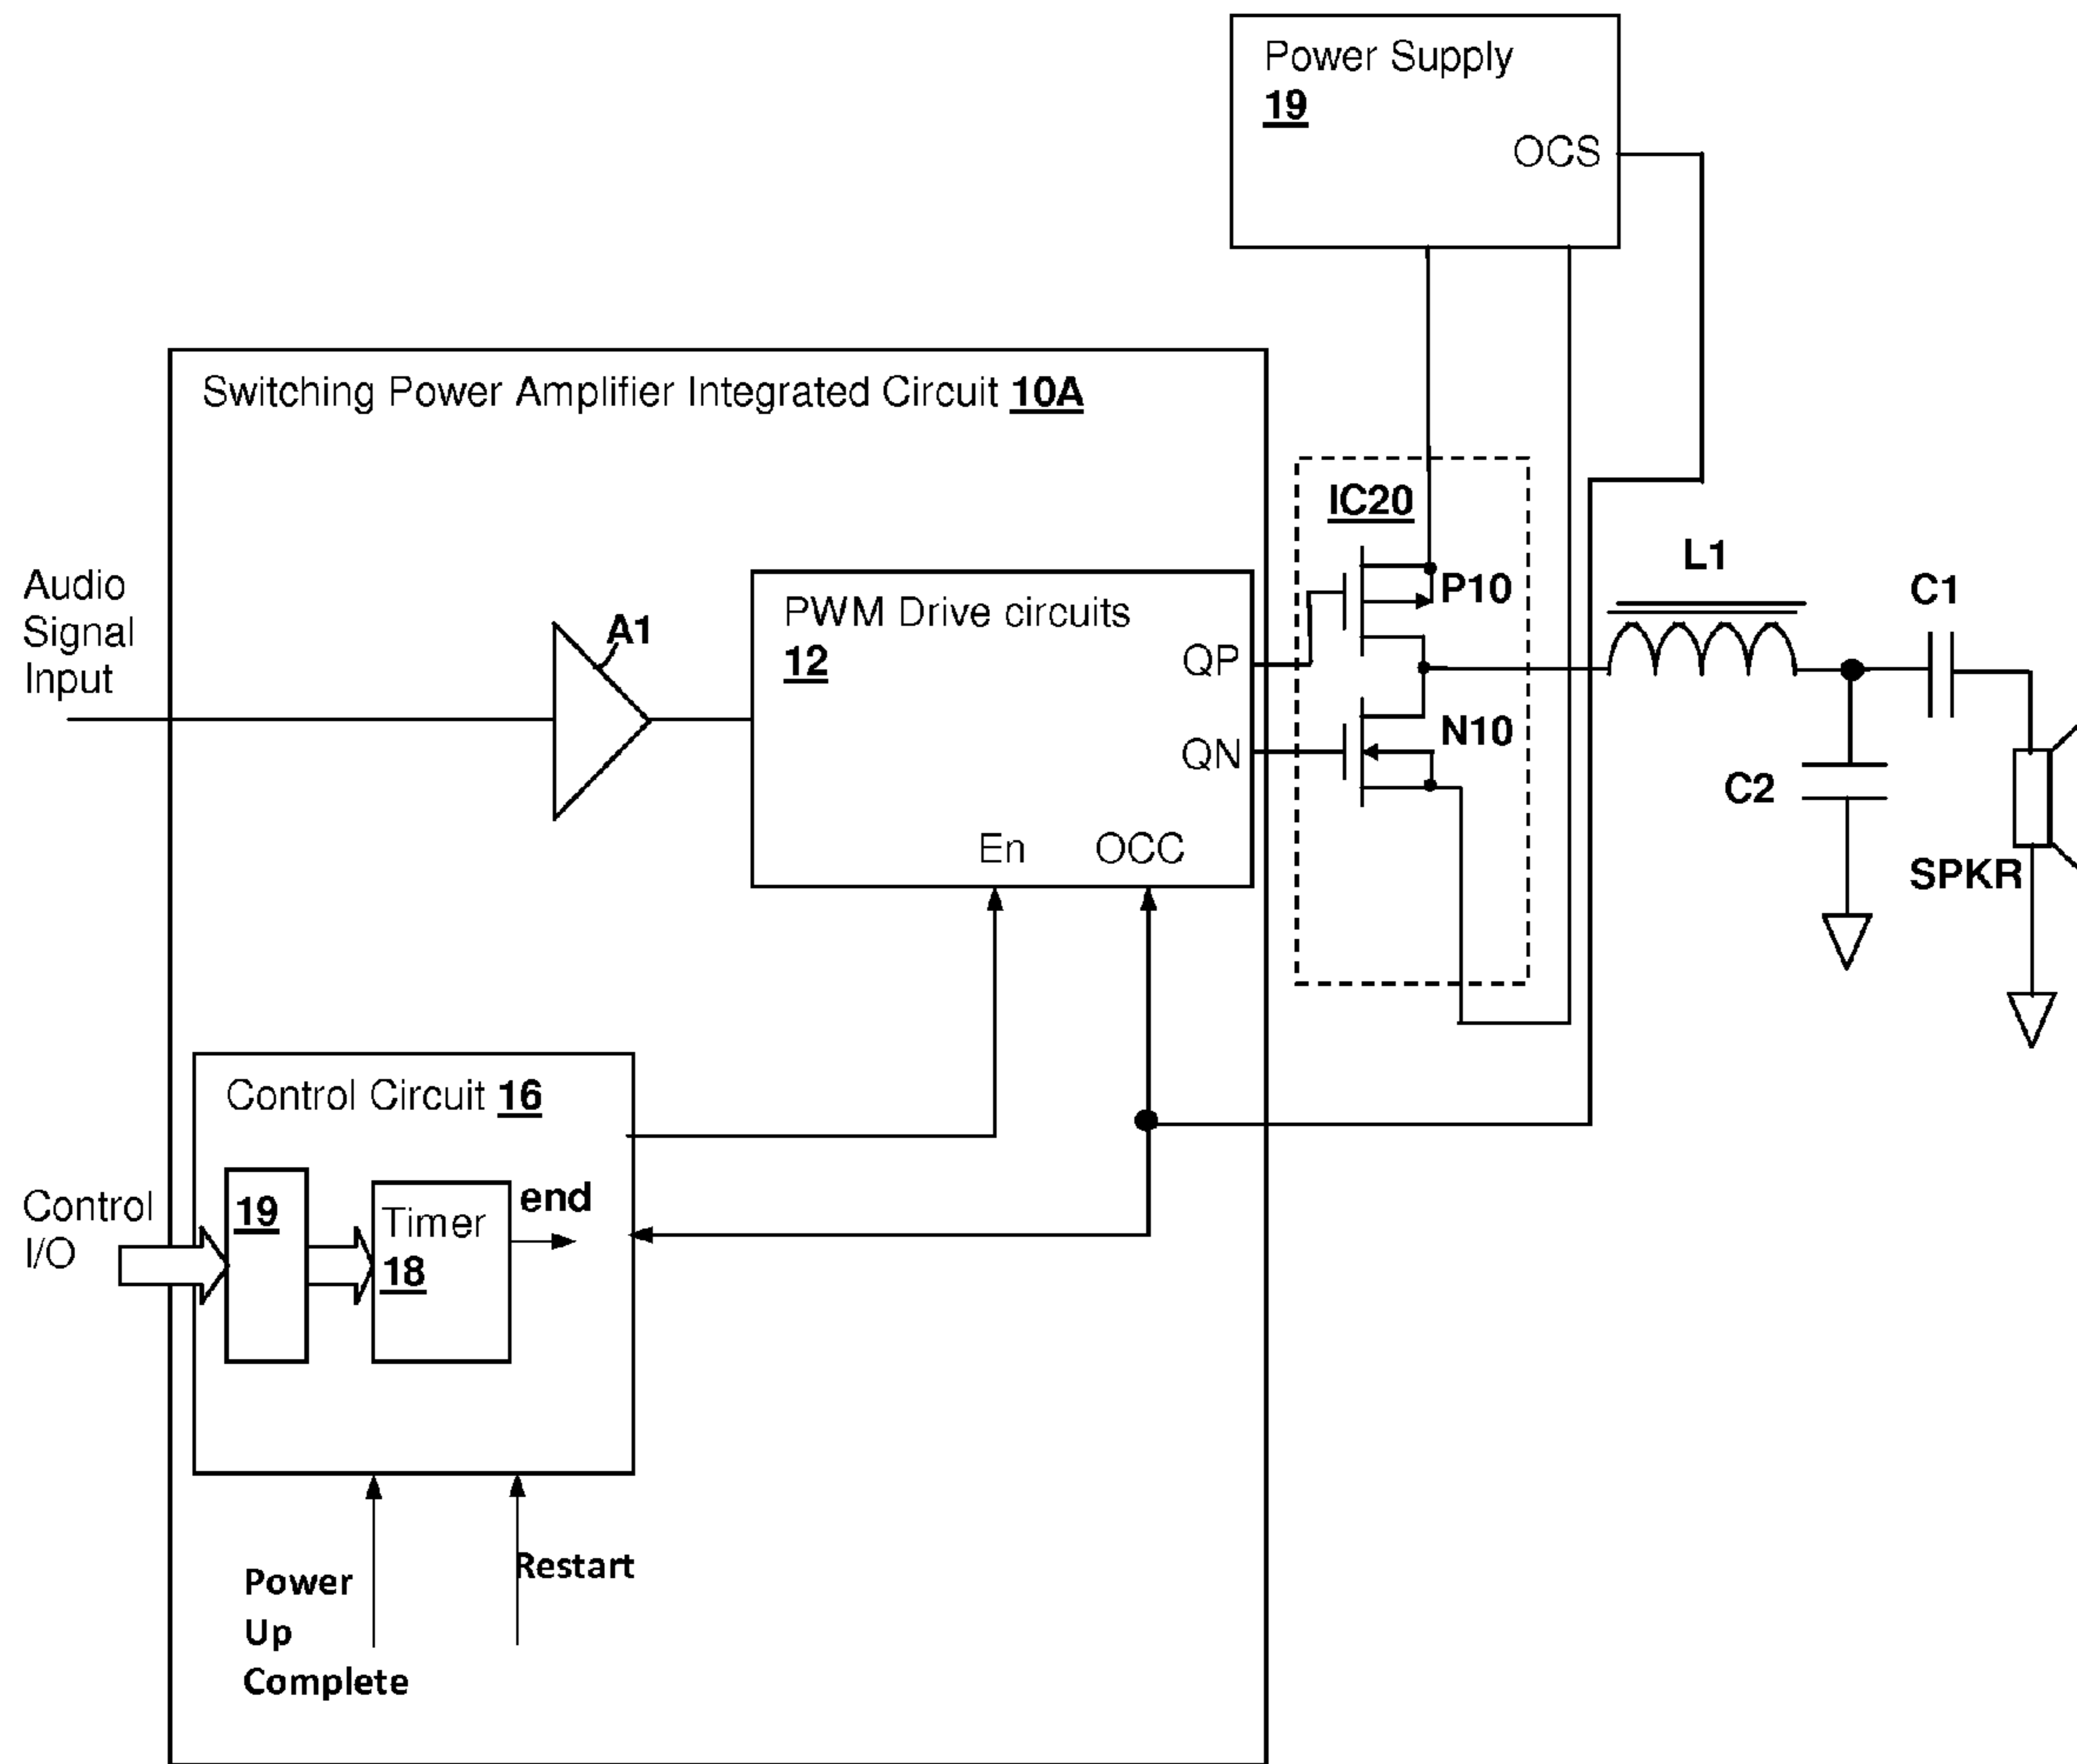 Power Supply
19
OCS
Switching Power Amplifier Integrated Circuit 10A
IC20
L1
C1
P10
Audio
Signal
Input
A1
PWM Drive circuits
12
QP
QN
N10
C2
SPKR
En
OCC
Control Circuit 16
Control
I/O
19
Timer
18
end
Restart
Power
Up
Complete